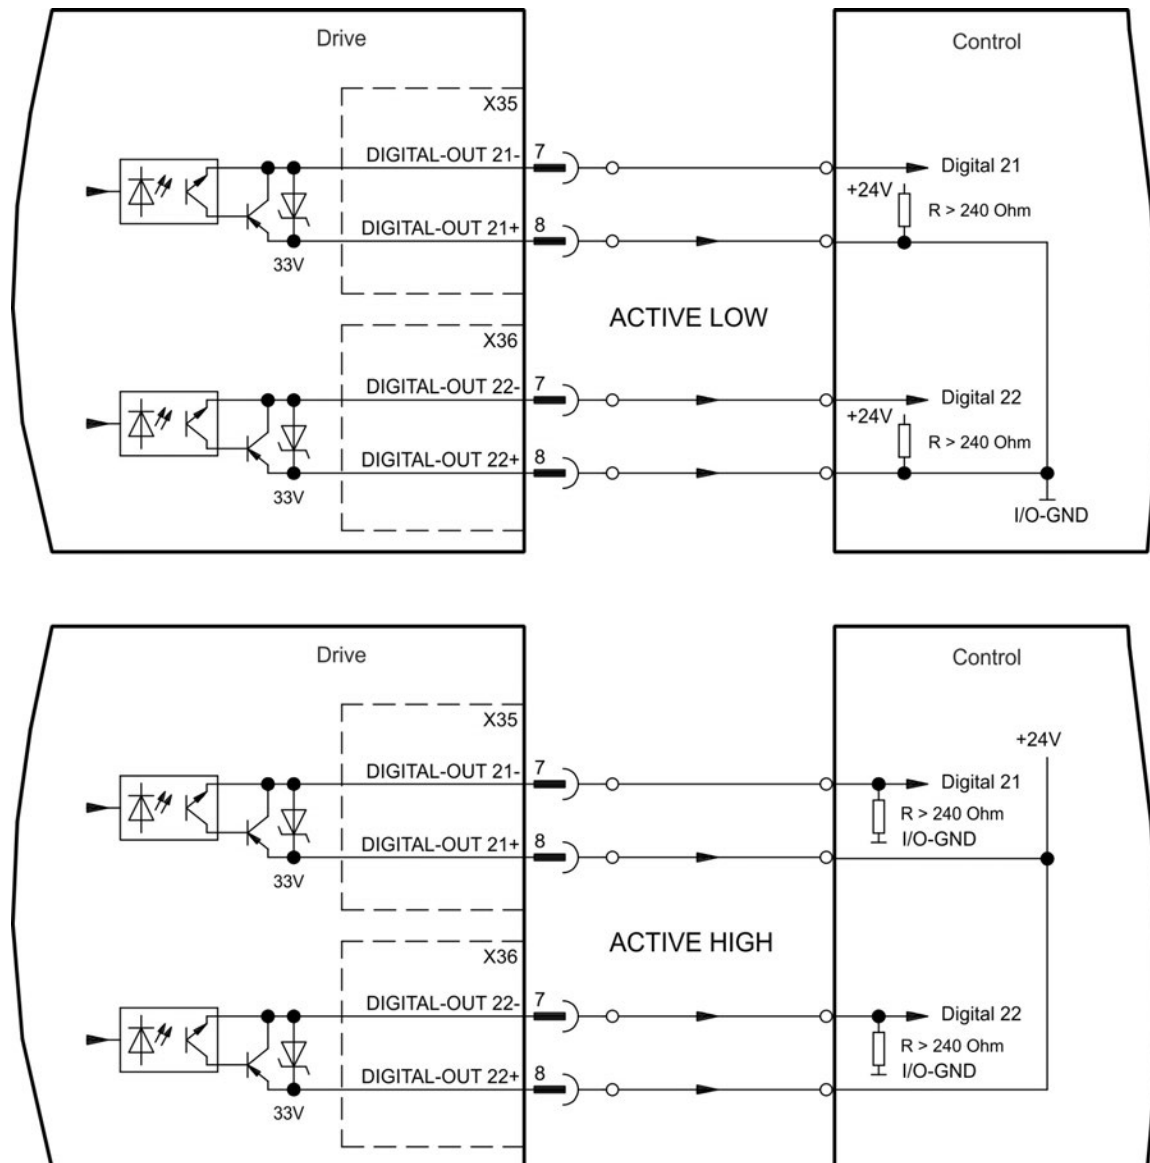 Drive
Control
X35
DIGITAL-OUT 21-
7
Digital 21
+24V
R > 240 Ohm
DIGITAL-OUT 21+
8
33V
ACTIVE LOW
X36
DIGITAL-OUT 22-
7
Digital 22
+24V
R > 240 Ohm
DIGITAL-OUT 22+
8
33V
I/O-GND
Drive
Control
X35
+24V
DIGITAL-OUT 21-
7
Digital 21
R > 240 Ohm
I/O-GND
DIGITAL-OUT 21+
8
33V
ACTIVE HIGH
X36
DIGITAL-OUT 22-
7
Digital 22
R > 240 Ohm
I/O-GND
DIGITAL-OUT 22+
8
33V